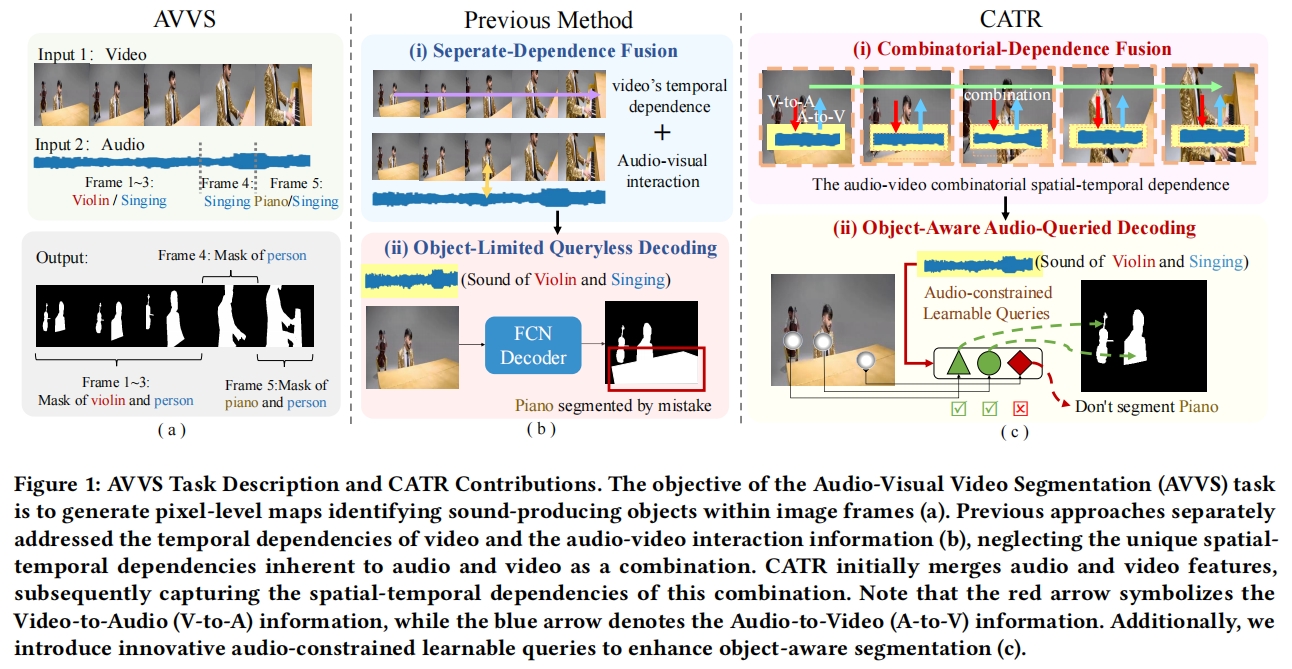 AVVS
Input 1: Video
Input 2: Audio
Frame 1~3:
Violin / Singing
Frame 4:
Singing
Frame 5:
Piano/Singing
Output:
Frame 4: Mask of person
Frame 1~3:
Mask of violin and person
Frame 5:Mask of
piano and person
( a )
Previous Method
(i) Seperate-Dependence Fusion
video's temporal
dependence
+
Audio-visual
interaction
(ii) Object-Limited Queryless Decoding
(Sound of Violin and Singing)
FCN
Decoder
Piano segmented by mistake
( b )
CATR
(i) Combinatorial-Dependence Fusion
V-to-A
A-to-V
combination
The audio-video combinatorial spatial-temporal dependence
(ii) Object-Aware Audio-Queried Decoding
(Sound of Violin and Singing)
Audio-constrained
Learnable Queries
Don't segment Piano
( c )
Figure 1: AVVS Task Description and CATR Contributions. The objective of the Audio-Visual Video Segmentation (AVVS) task
is to generate pixel-level maps identifying sound-producing objects within image frames (a). Previous approaches separately
addressed the temporal dependencies of video and the audio-video interaction information (b), neglecting the unique spatial-
temporal dependencies inherent to audio and video as a combination. CATR initially merges audio and video features,
subsequently capturing the spatial-temporal dependencies of this combination. Note that the red arrow symbolizes the
Video-to-Audio (V-to-A) information, while the blue arrow denotes the Audio-to-Video (A-to-V) information. Additionally, we
introduce innovative audio-constrained learnable queries to enhance object-aware segmentation (c).